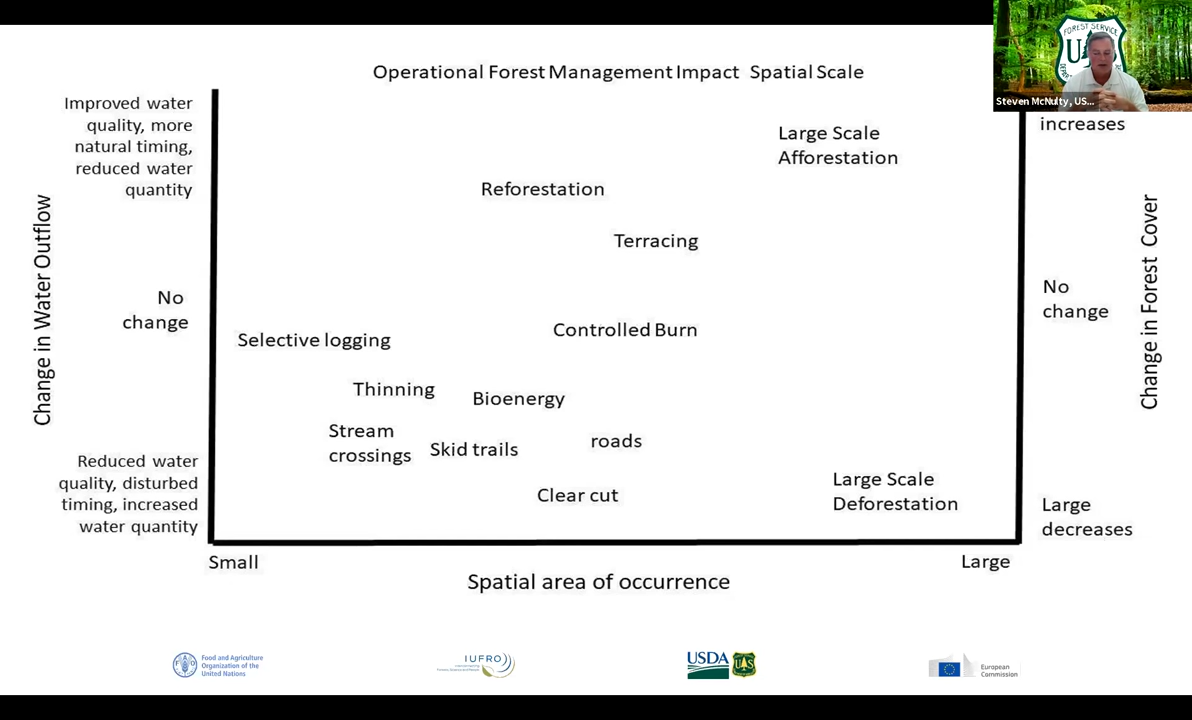 Operational Forest Management Impact Spatial Scale
Steven McNulty, US...
Improved water
quality, more
natural timing,
reduced water
quantity
increases
Large Scale
Afforestation
Reforestation
Terracing
Change in Water Outflow
No
change
No
change
Change in Forest Cover
Controlled Burn
Selective logging
Thinning
Bioenergy
Stream
crossings
Skid trails
roads
Reduced water
quality, disturbed
timing, increased
water quantity
Large Scale
Deforestation
Clear cut
Large
decreases
Small
Large
Spatial area of occurrence
Food and Agriculture
Organization of the
United Nations
IUFRO
USDA
European
Commission
FOREST SERVICE